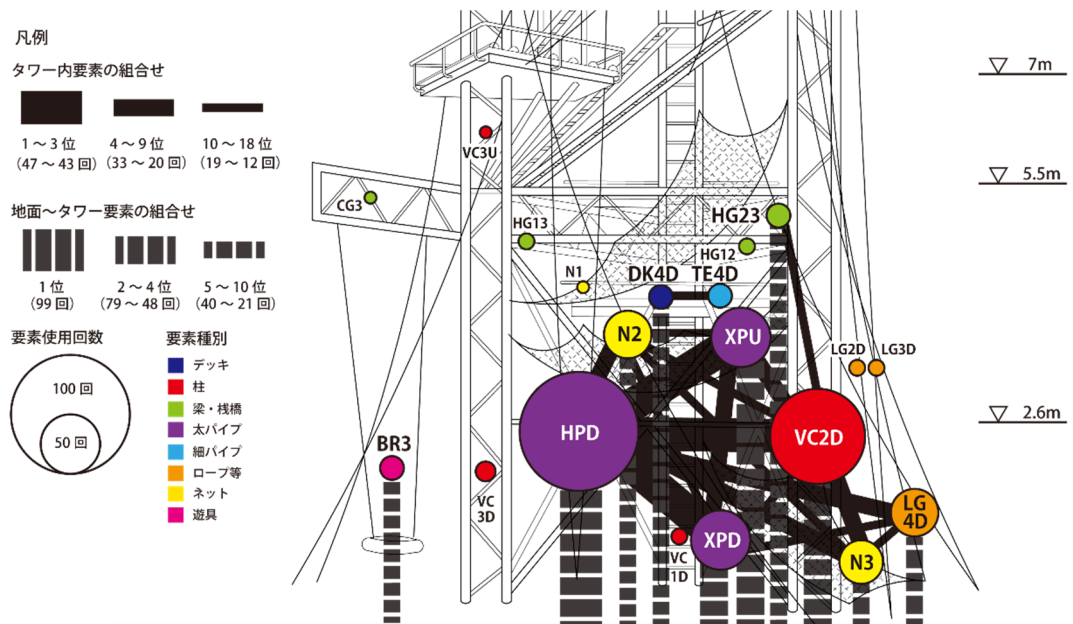 凡例
タワー内要素の組合せ
1～3位
(47～43回)
4～9位
(33～20回)
10～18位
(19～12回)
地面～タワー要素の組合せ
1位
(99回)
2～4位
(79～48回)
5～10位
(40～21回)
要素使用回数
100回
50回
要素種別
デッキ
柱
梁・桟橋
太パイプ
細パイプ
ロープ等
ネット
遊具
7m
5.5m
2.6m
VC3U
CG3
HG13
HG23
HG12
N1
DK4D
TE4D
N2
XPU
LG2D
LG3D
HPD
VC2D
BR3
VC
3D
LG
4D
XPD
VC
1D
N3